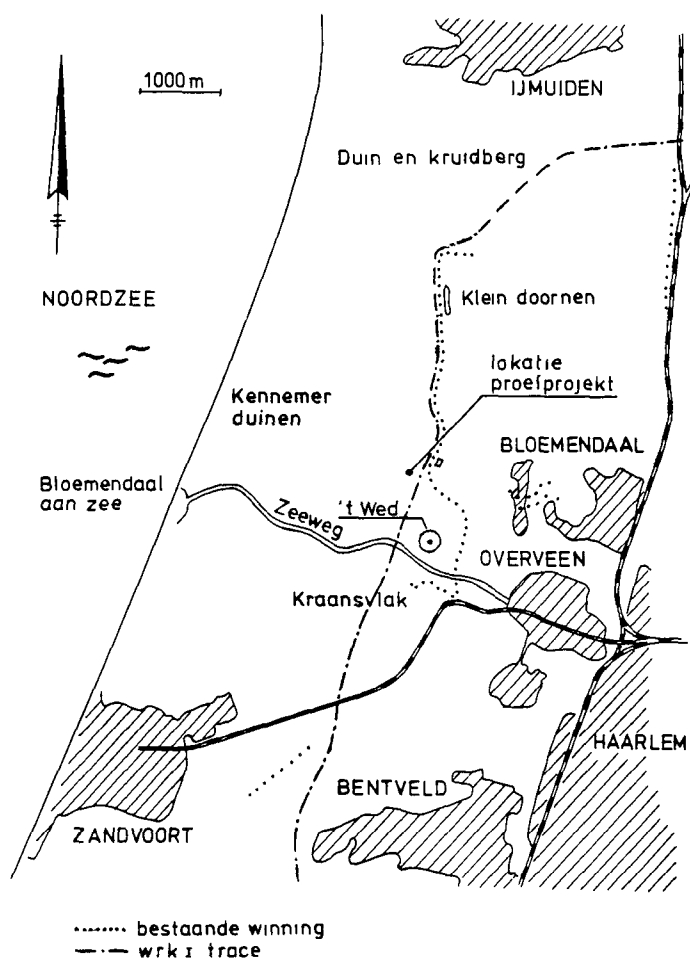 1000 m
IJMUIDEN
Duin en kruidberg
NOORDZEE
Klein doornen
lokatie
proefprojekt
Kennemer
duinen
BLOEMENDAAL
Bloemendaal
aan zee
Zeeweg
't Wed
OVERVEEN
Kraansvlak
HAARLEM
BENTVELD
ZANDVOORT
bestaande winning
wrk I trace